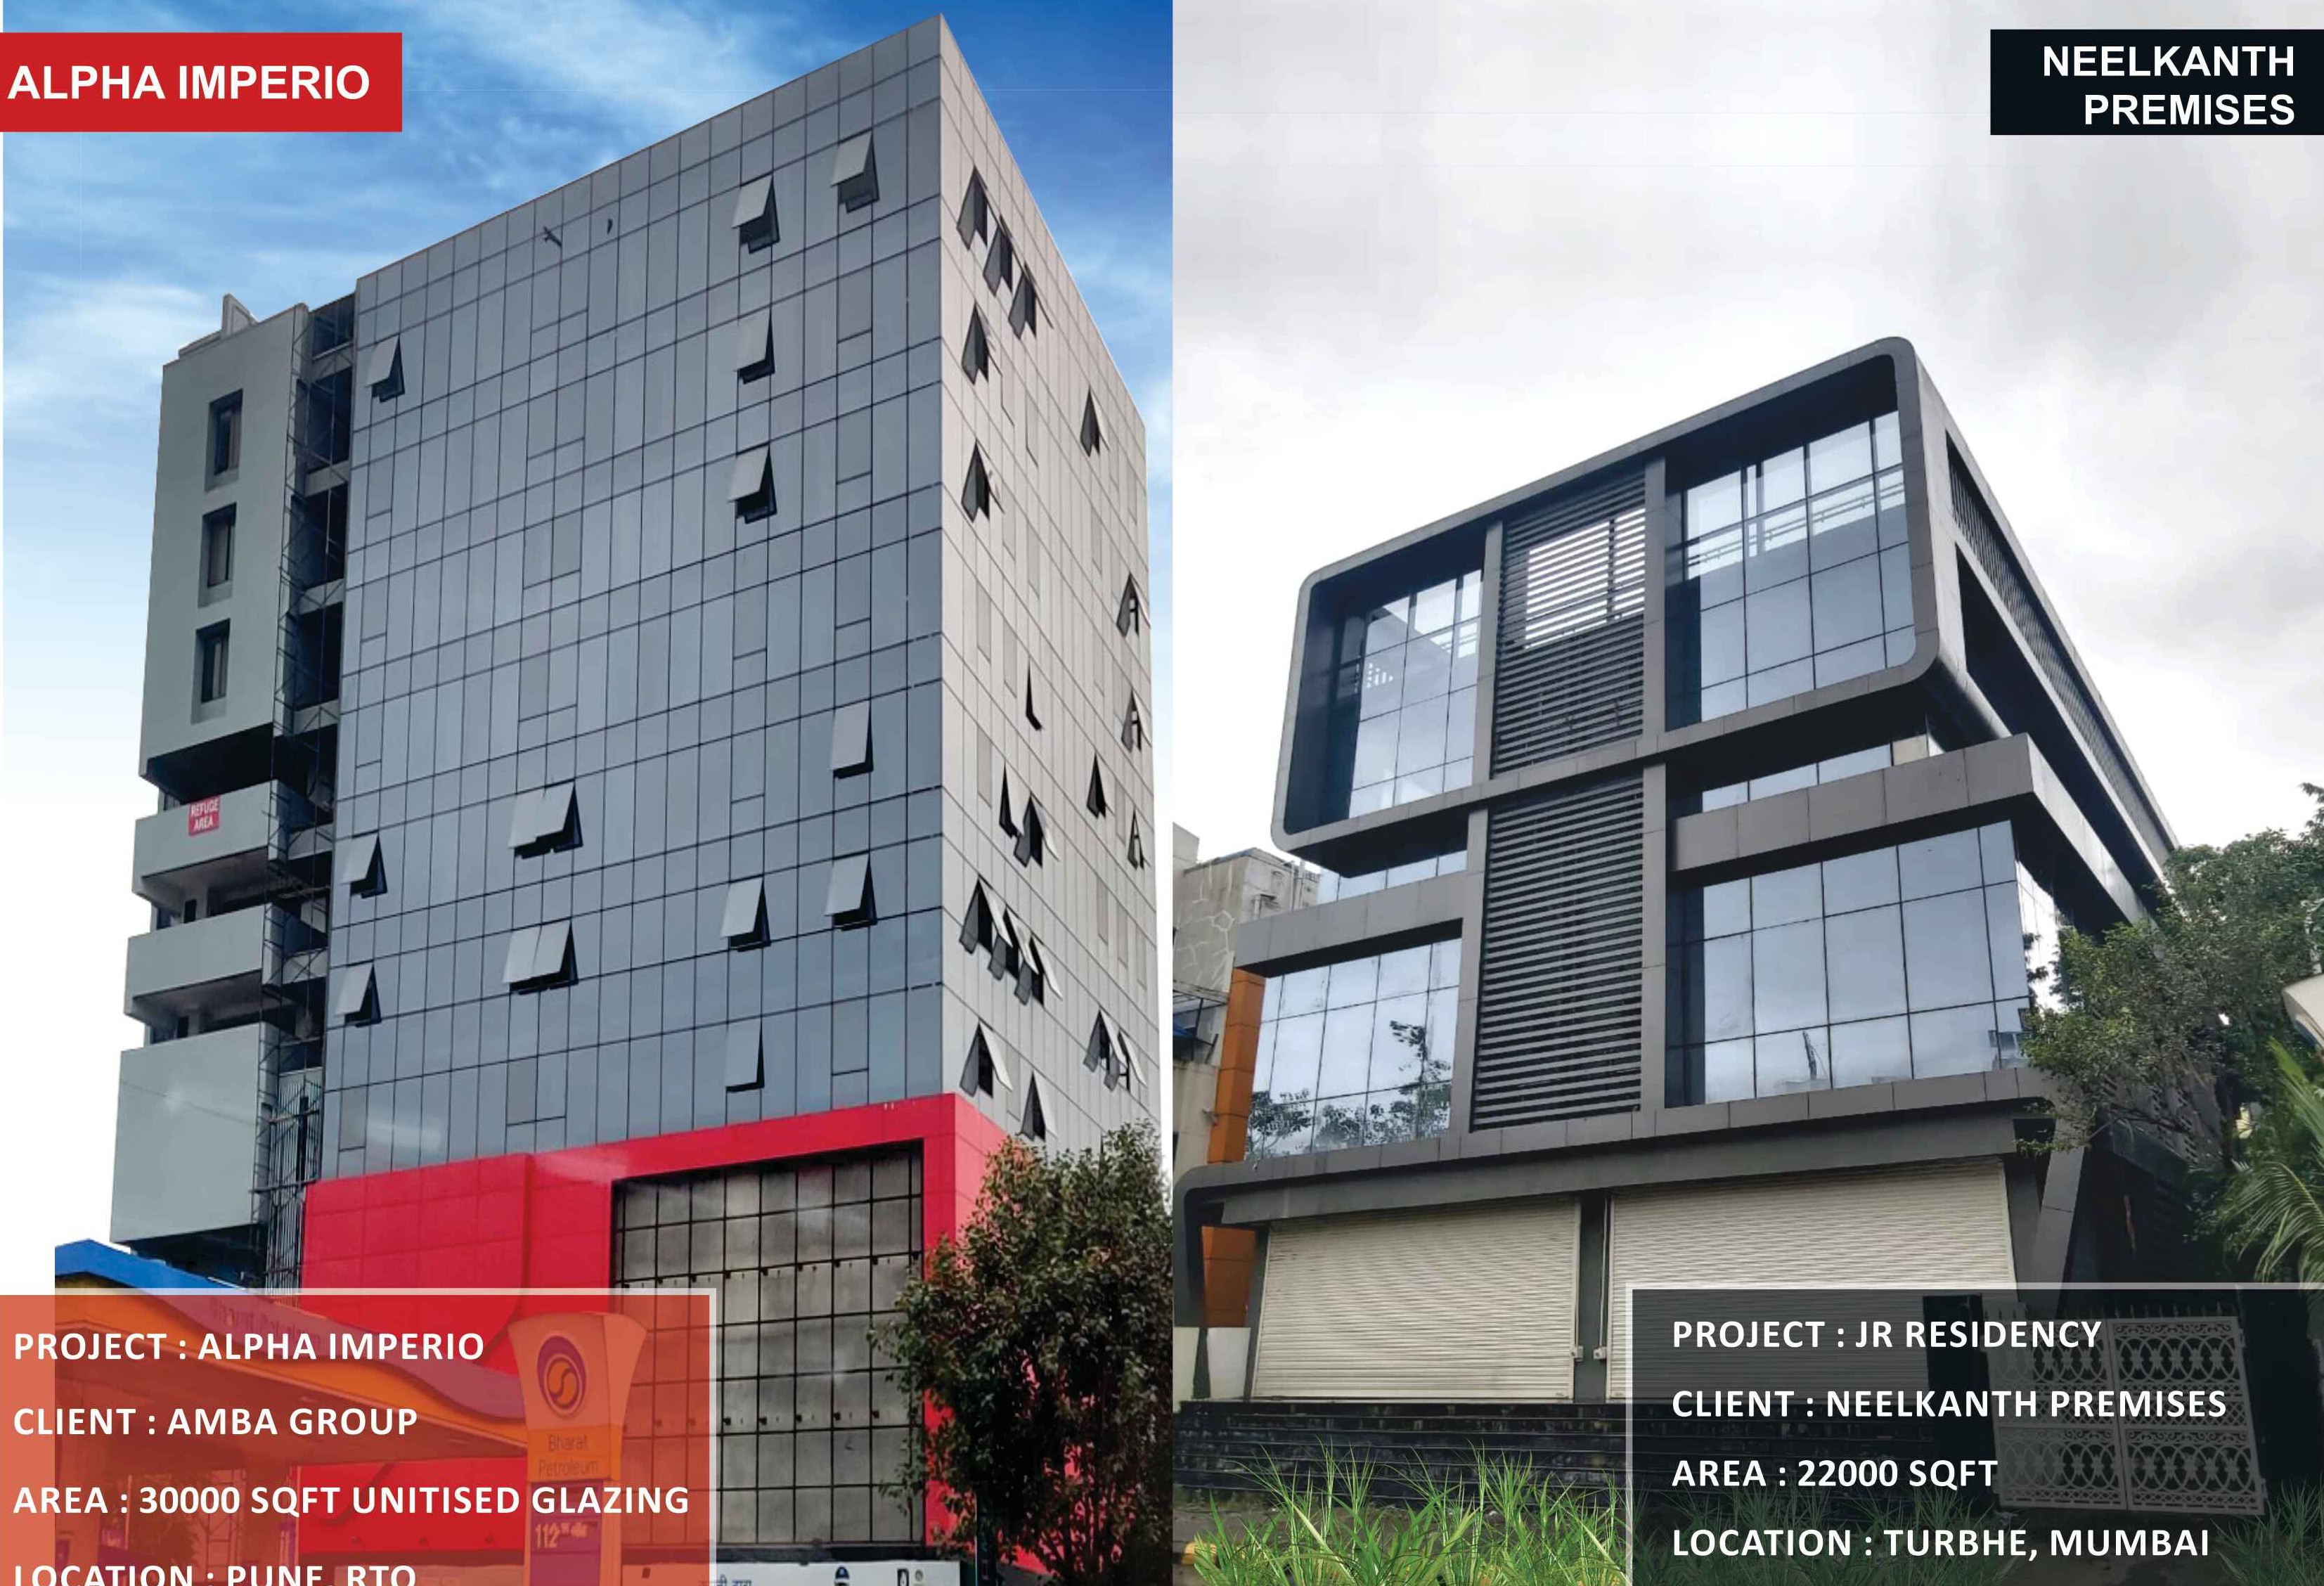 ALPHA IMPERIO
REFUGE
AREA
PROJECT : ALPHA IMPERIO
CLIENT : AMBA GROUP
AREA : 30000 SQFT UNITISED GLAZING
LOCATION : PUNE, RTO
Bharat
Petroleum
112
NEELKANTH
PREMISES
PROJECT : JR RESIDENCY
CLIENT : NEELKANTH PREMISES
AREA : 22000 SQFT
LOCATION : TURBHE, MUMBAI